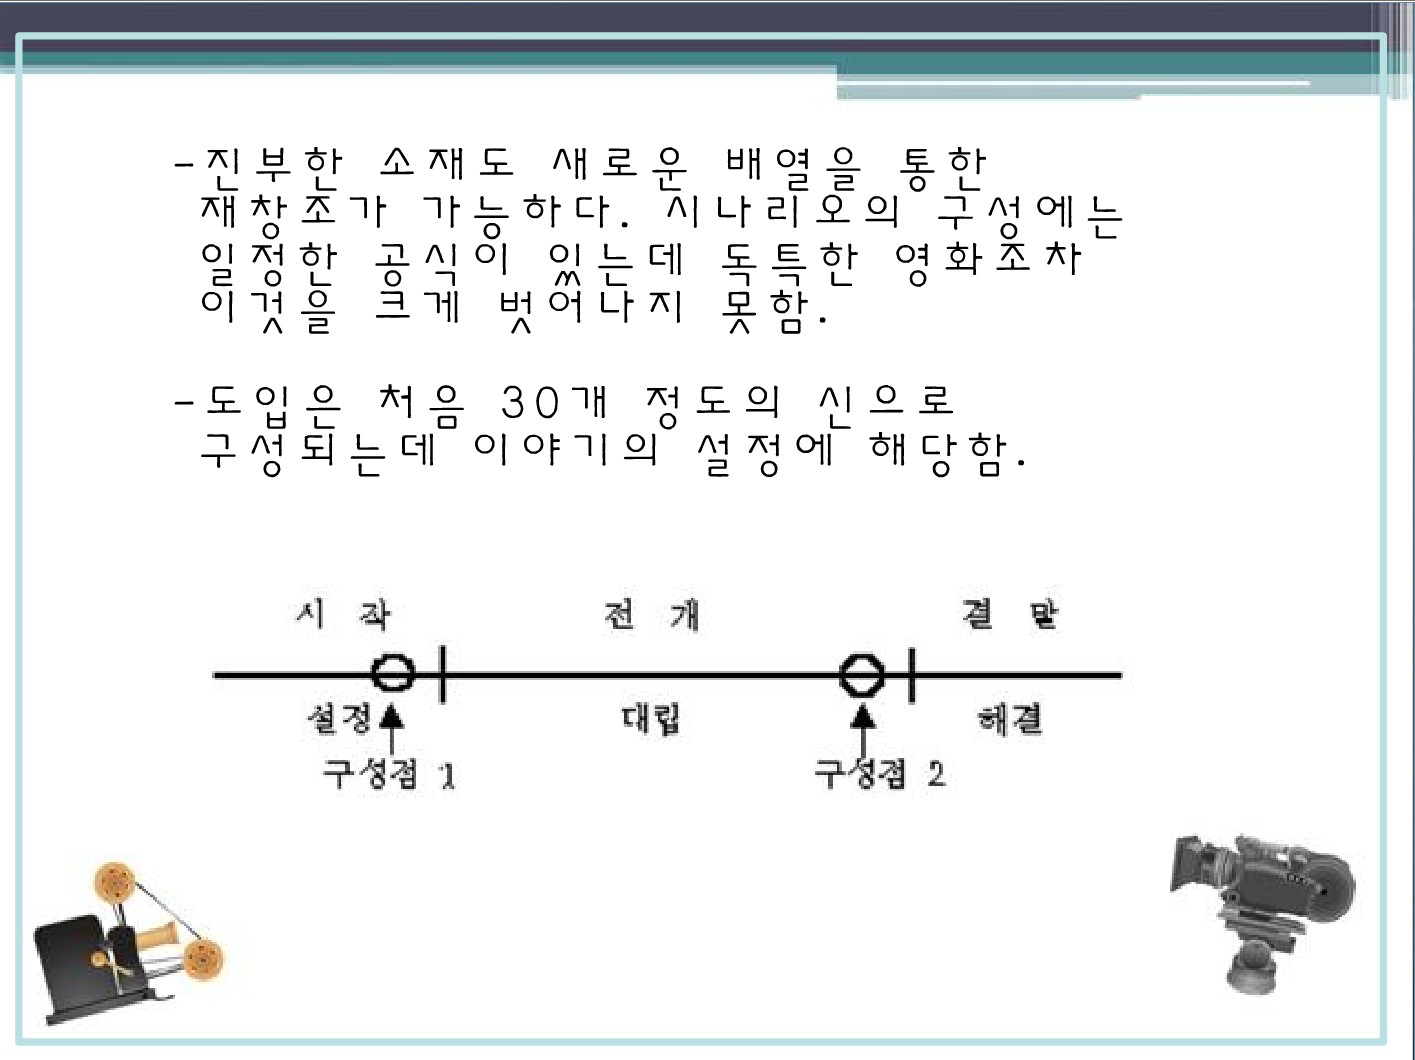 -진부한 소재도 새로운 배열을 통한
재창조가 가능하다. 시나리오의 구성에는
일정한 공식이 있는데 독특한 영화조차
이것을 크게 벗어나지 못함.
-도입은 처음 30개 정도의 신으로
구성되는데 이야기의 설정에 해당함.
시 작 전 개 결 말
설정 대립 해결
구성점 1 구성점 2